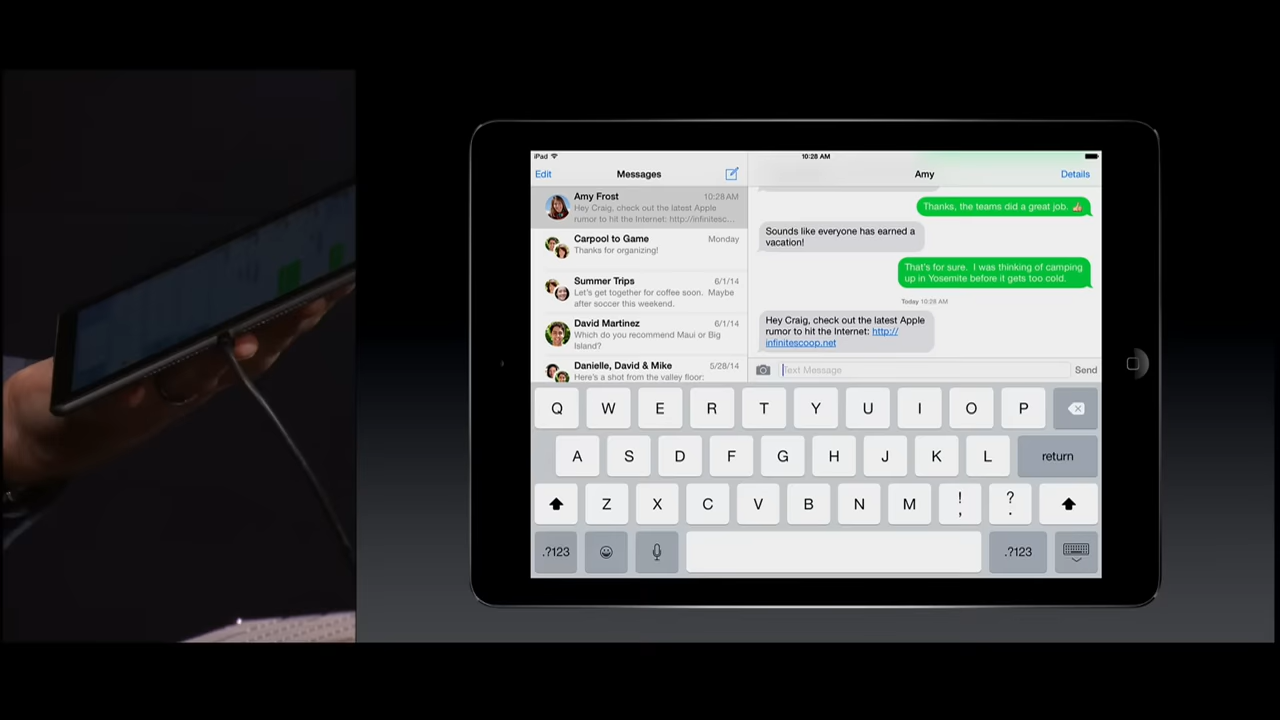 iPad
10:28 AM
Edit
Messages
Amy Frost
10:28 AM
Hey Craig, check out the latest Apple
rumor to hit the Internet: http://infinitesc...
Carpool to Game
Monday
Thanks for organizing!
Summer Trips
6/1/14
Let's get together for coffee soon. Maybe
after soccer this weekend.
David Martinez
6/1/14
Which do you recommend Maui or Big
Island?
Danielle, David & Mike
5/28/14
Here's a shot from the valley floor:
Amy
Details
Thanks, the teams did a great job. 👍
Sounds like everyone has earned a
vacation!
That's for sure. I was thinking of camping
up in Yosemite before it gets too cold.
Today 10:28 AM
Hey Craig, check out the latest Apple
rumor to hit the Internet: http://
infinitescoop.net
Text Message
Send
Q W E R T Y U I O P
A S D F G H J K L return
Z X C V B N M ! , ? .
.?123 .?123